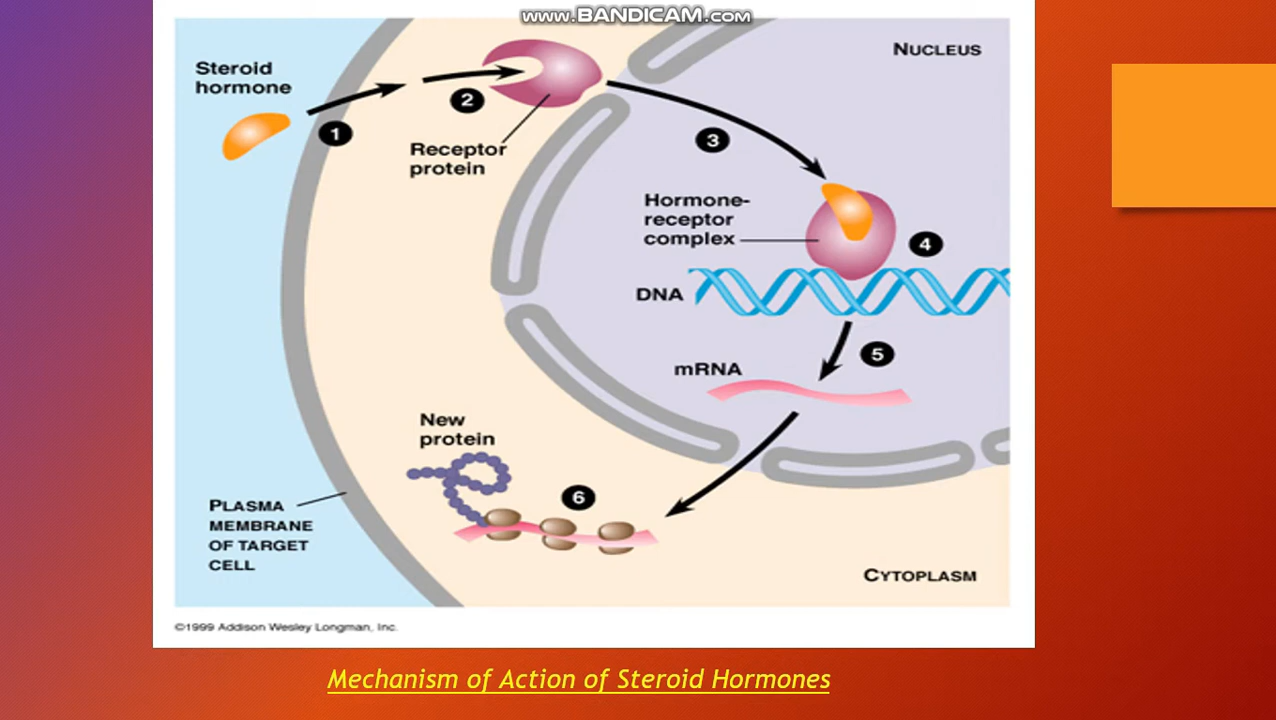 www.BANDICAM.com
NUCLEUS
Steroid
hormone
2
1
Receptor
protein
3
Hormone-
receptor
complex
4
DNA
5
mRNA
New
protein
6
PLASMA
MEMBRANE
OF TARGET
CELL
CYTOPLASM
©1999 Addison Wesley Longman, Inc.
Mechanism of Action of Steroid Hormones